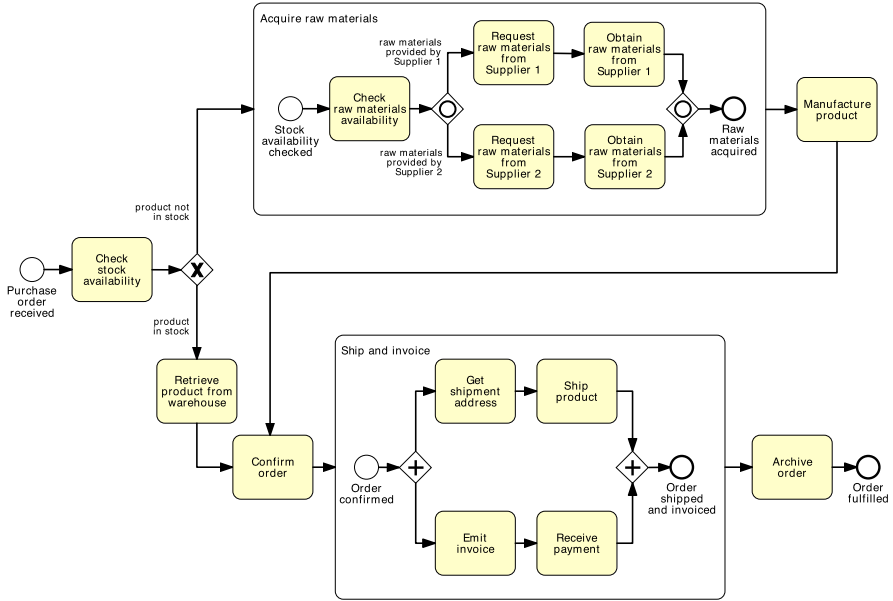 Acquire raw materials
raw materials
provided by
Supplier 1
Request
raw materials
from
Supplier 1
Obtain
raw materials
from
Supplier 1
Check
raw materials
availability
Stock
availability
checked
Raw
materials
acquired
Manufacture
product
raw materials
provided by
Supplier 2
Request
raw materials
from
Supplier 2
Obtain
raw materials
from
Supplier 2
product not
in stock
Check
stock
availability
X
Purchase
order
received
product
in stock
Retrieve
product from
warehouse
Confirm
order
Ship and invoice
Get
shipment
address
Ship
product
Order
confirmed
Order
shipped
and invoiced
Emit
invoice
Receive
payment
Archive
order
Order
fulfilled